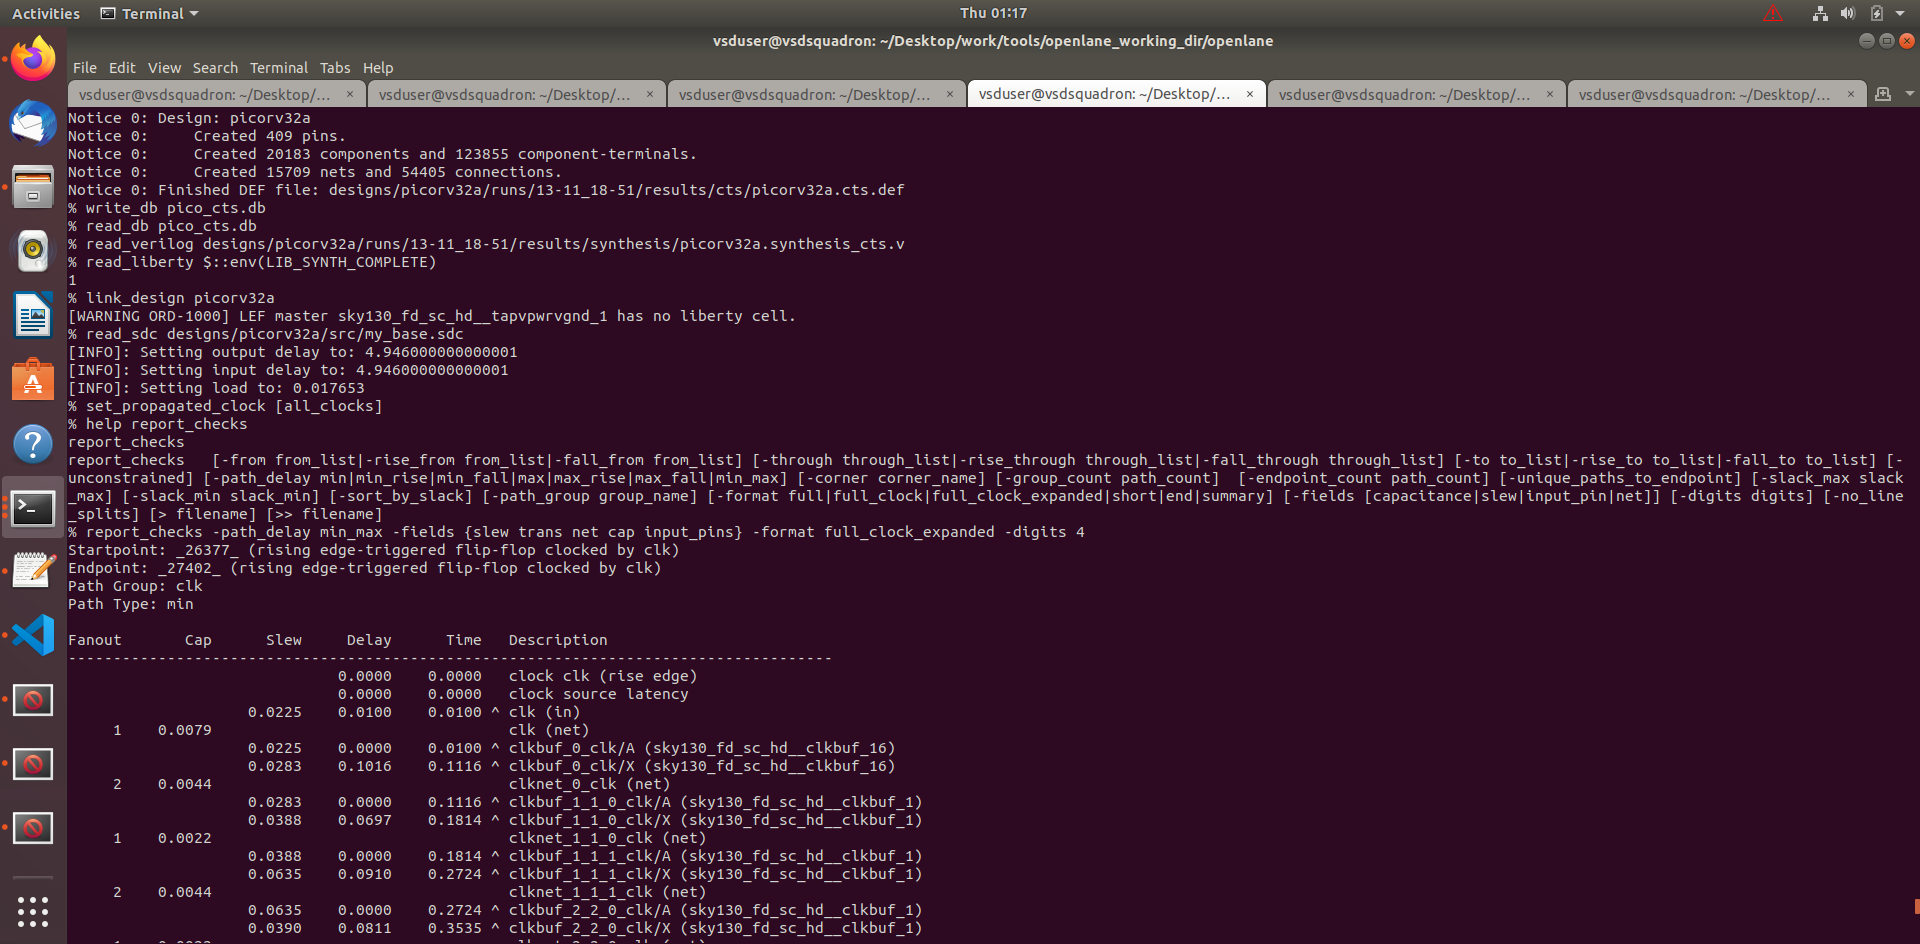 Activities
Terminal
Thu 01:17
vsduser@vsdsquadron: ~/Desktop/work/tools/openlane_working_dir/openlane
File Edit View Search Terminal Tabs Help
vsduser@vsdsquadron: ~/Desktop/... × vsduser@vsdsquadron: ~/Desktop/... × vsduser@vsdsquadron: ~/Desktop/... × vsduser@vsdsquadron: ~/Desktop/... × vsduser@vsdsquadron: ~/Desktop/... × vsduser@vsdsquadron: ~/Desktop/... ×
Notice 0: Design: picorv32a
Notice 0:     Created 409 pins.
Notice 0:     Created 20183 components and 123855 component-terminals.
Notice 0:     Created 15709 nets and 54405 connections.
Notice 0: Finished DEF file: designs/picorv32a/runs/13-11_18-51/results/cts/picorv32a.cts.def
% write_db pico_cts.db
% read_db pico_cts.db
% read_verilog designs/picorv32a/runs/13-11_18-51/results/synthesis/picorv32a.synthesis_cts.v
% read_liberty $::env(LIB_SYNTH_COMPLETE)
1
% link_design picorv32a
[WARNING ORD-1000] LEF master sky130_fd_sc_hd__tapvpwrvgnd_1 has no liberty cell.
% read_sdc designs/picorv32a/src/my_base.sdc
[INFO]: Setting output delay to: 4.946000000000001
[INFO]: Setting input delay to: 4.946000000000001
[INFO]: Setting load to: 0.017653
% set_propagated_clock [all_clocks]
% help report_checks
report_checks
report_checks   [-from from_list|-rise_from from_list|-fall_from from_list] [-through through_list|-rise_through through_list|-fall_through through_list] [-to to_list|-rise_to to_list|-fall_to to_list] [-
unconstrained] [-path_delay min|min_rise|min_fall|max|max_rise|max_fall|min_max] [-corner corner_name] [-group_count path_count]  [-endpoint_count path_count] [-unique_paths_to_endpoint] [-slack_max slack
_max] [-slack_min slack_min] [-sort_by_slack] [-path_group group_name] [-format full|full_clock|full_clock_expanded|short|end|summary] [-fields [capacitance|slew|input_pin|net]] [-digits digits] [-no_line
_splits] [> filename] [>> filename]
% report_checks -path_delay min_max -fields {slew trans net cap input_pins} -format full_clock_expanded -digits 4
Startpoint: _26377_ (rising edge-triggered flip-flop clocked by clk)
Endpoint: _27402_ (rising edge-triggered flip-flop clocked by clk)
Path Group: clk
Path Type: min
Fanout       Cap      Slew     Delay      Time   Description
-------------------------------------------------------------------------------------
0.0000    0.0000   clock clk (rise edge)
0.0000    0.0000   clock source latency
0.0225    0.0100    0.0100 ^ clk (in)
1    0.0079                                 clk (net)
0.0225    0.0000    0.0100 ^ clkbuf_0_clk/A (sky130_fd_sc_hd__clkbuf_16)
0.0283    0.1016    0.1116 ^ clkbuf_0_clk/X (sky130_fd_sc_hd__clkbuf_16)
2    0.0044                                 clknet_0_clk (net)
0.0283    0.0000    0.1116 ^ clkbuf_1_1_0_clk/A (sky130_fd_sc_hd__clkbuf_1)
0.0388    0.0697    0.1814 ^ clkbuf_1_1_0_clk/X (sky130_fd_sc_hd__clkbuf_1)
1    0.0022                                 clknet_1_1_0_clk (net)
0.0388    0.0000    0.1814 ^ clkbuf_1_1_1_clk/A (sky130_fd_sc_hd__clkbuf_1)
0.0635    0.0910    0.2724 ^ clkbuf_1_1_1_clk/X (sky130_fd_sc_hd__clkbuf_1)
2    0.0044                                 clknet_1_1_1_clk (net)
0.0635    0.0000    0.2724 ^ clkbuf_2_2_0_clk/A (sky130_fd_sc_hd__clkbuf_1)
0.0390    0.0811    0.3535 ^ clkbuf_2_2_0_clk/X (sky130_fd_sc_hd__clkbuf_1)